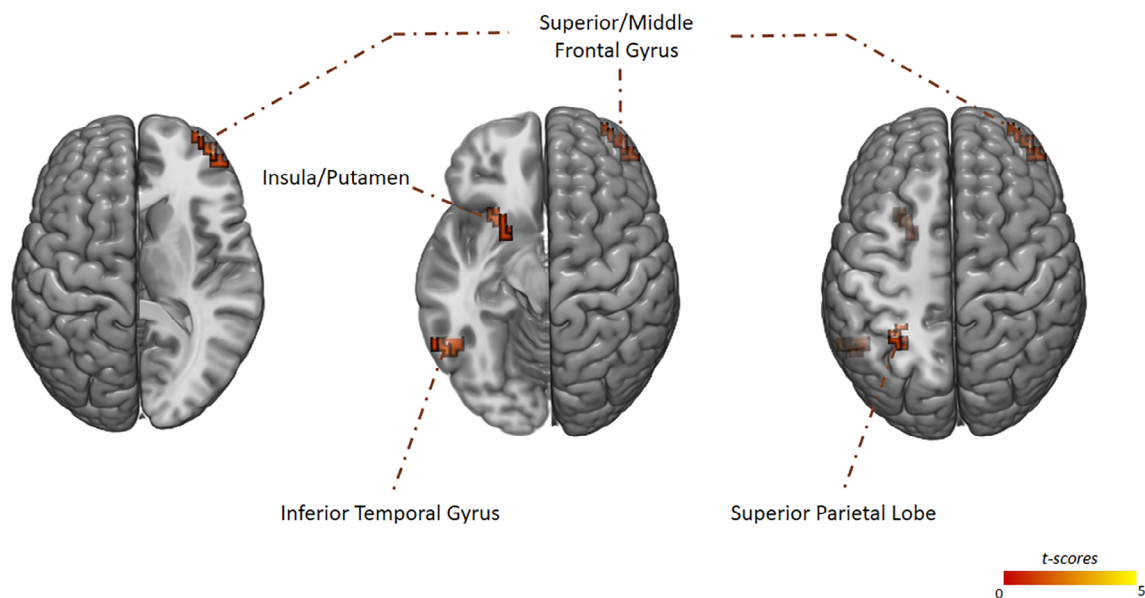 Superior/Middle
Frontal Gyrus
Insula/Putamen
Inferior Temporal Gyrus
Superior Parietal Lobe
t-scores
0
5